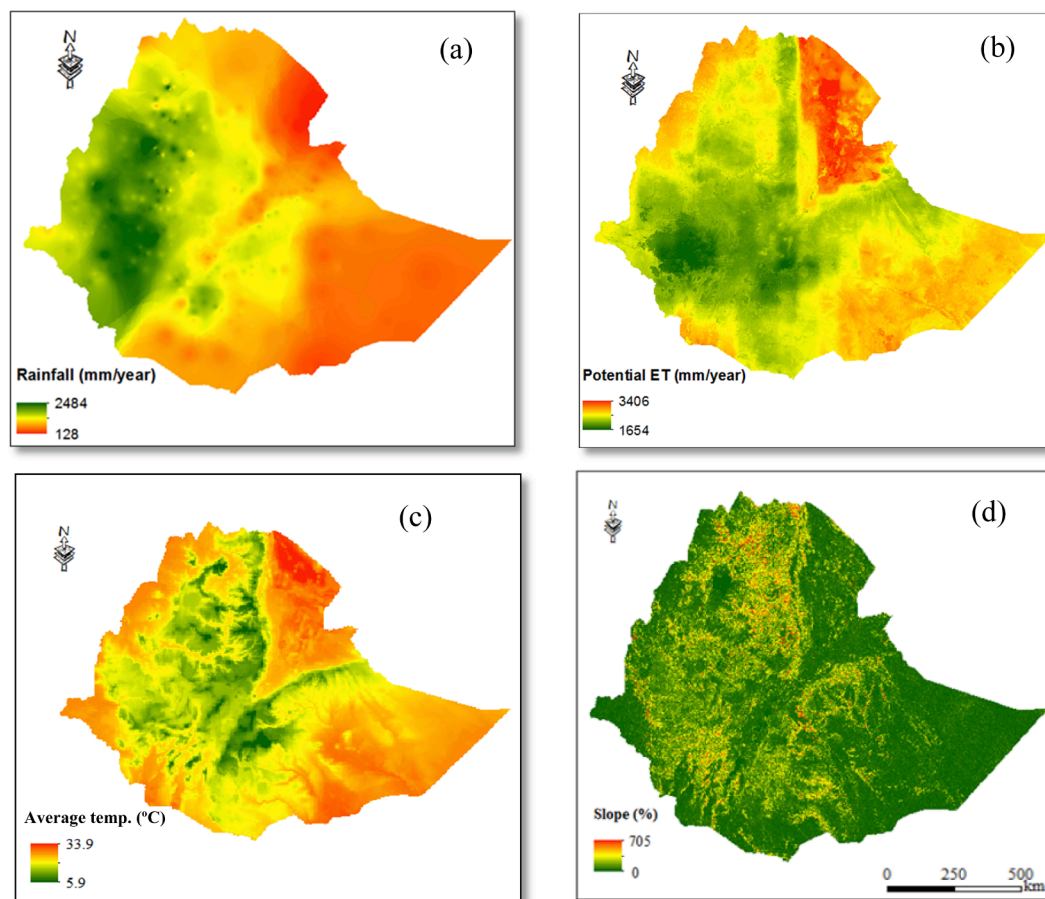 (a)
N
Rainfall (mm/year)
2484
128
(b)
N
Potential ET (mm/year)
3406
1654
(c)
N
Average temp. (ºC)
33.9
5.9
(d)
N
Slope (%)
705
0
0 250 500
km